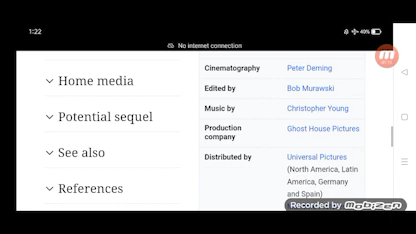 1:22
49%
No internet connection
Home media
Potential sequel
See also
References
Cinematography Peter Deming
Edited by Bob Murawski
Music by Christopher Young
Production
company
Ghost House Pictures
Distributed by Universal Pictures
(North America, Latin
America, Germany
and Spain)
Recorded by mobizen